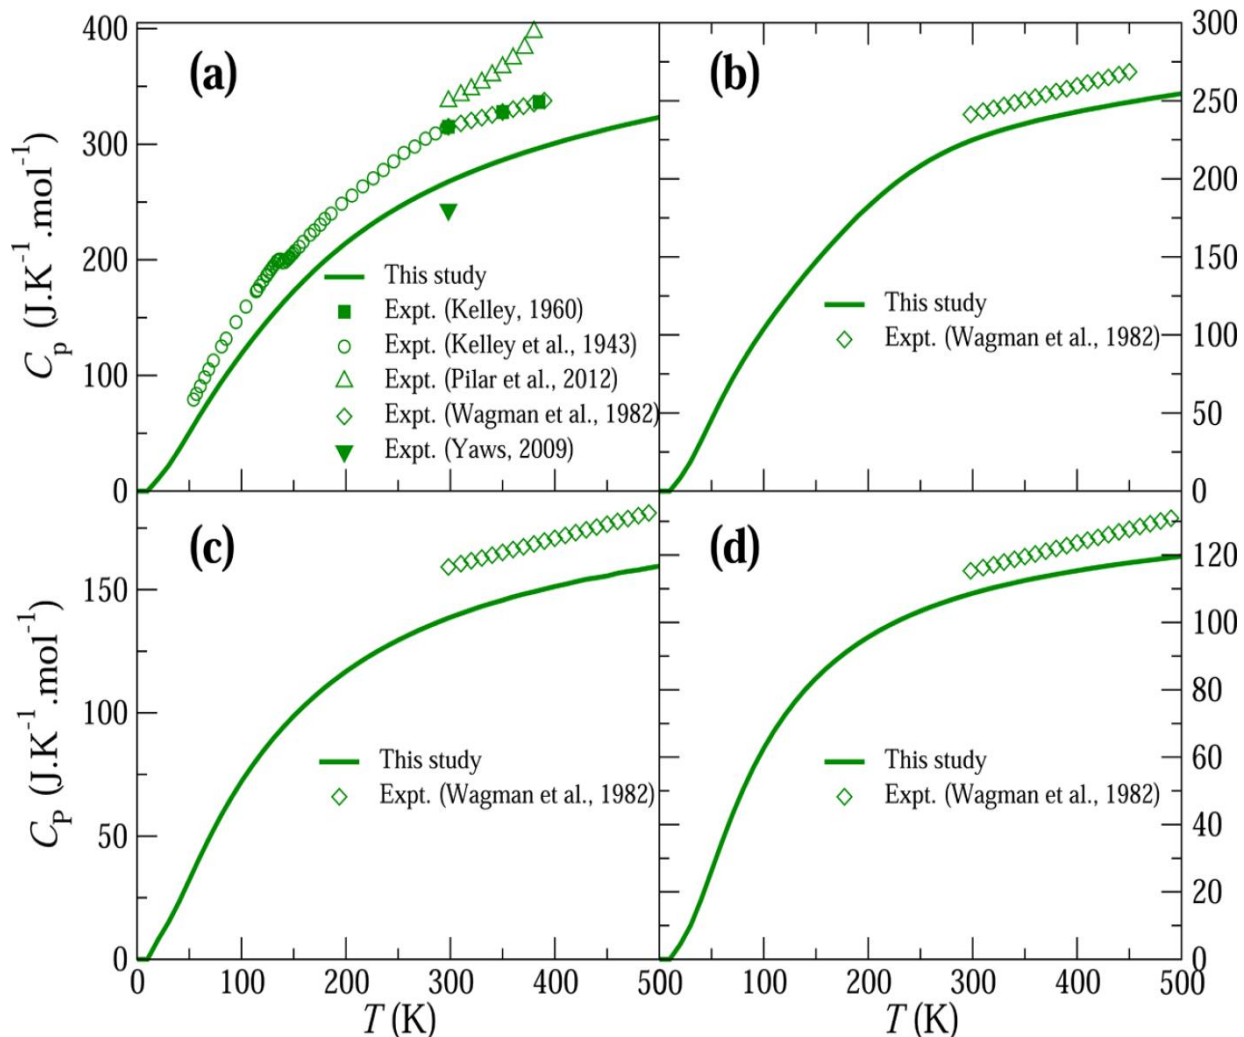 400
300
200
100
0
Cp (J.K-1.mol-1)
(a)
This study
Expt. (Kelley, 1960)
Expt. (Kelley et al., 1943)
Expt. (Pilar et al., 2012)
Expt. (Wagman et al., 1982)
Expt. (Yaws, 2009)
(b)
This study
Expt. (Wagman et al., 1982)
300
250
200
150
100
50
0
150
100
50
0
CP (J.K-1.mol-1)
(c)
This study
Expt. (Wagman et al., 1982)
0 100 200 300 400 500
T (K)
(d)
This study
Expt. (Wagman et al., 1982)
120
100
80
60
40
20
0
0 100 200 300 400 500
T (K)